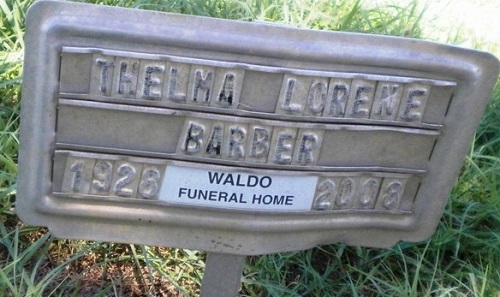 THELMA LORENE
BARBER
1928 WALDO 2008
FUNERAL HOME